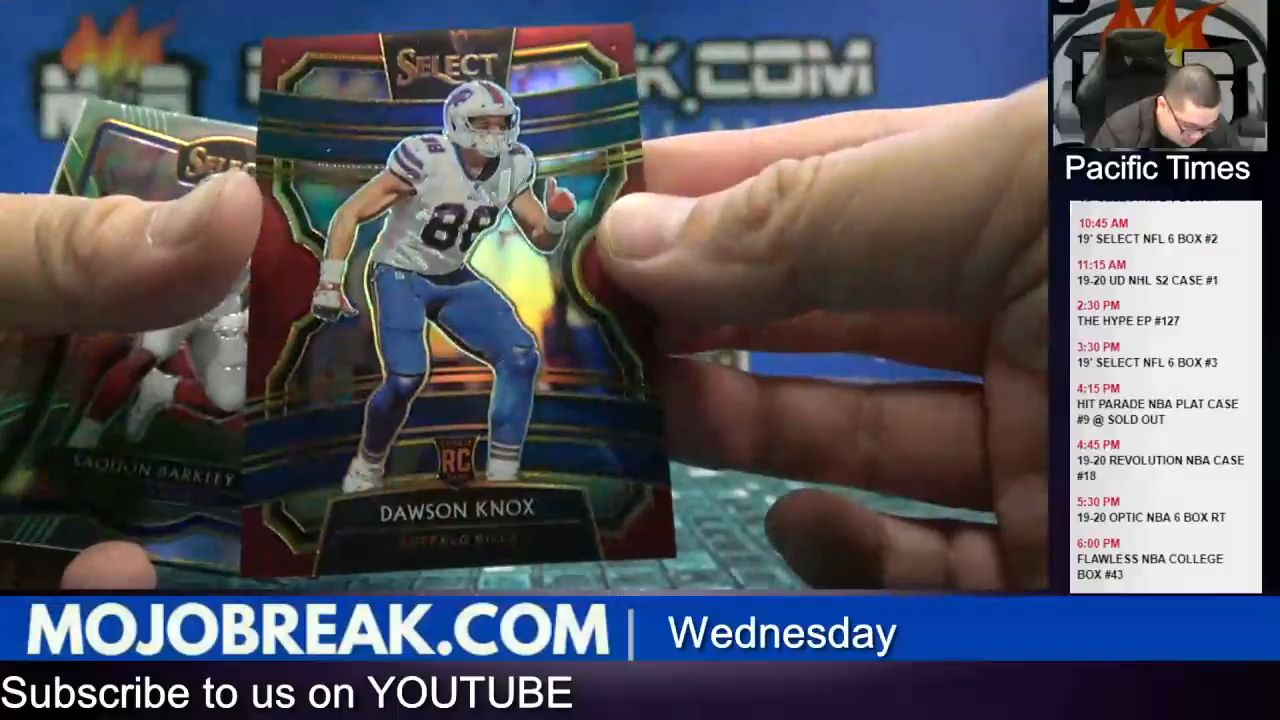 SELECT
K.COM
SELECT
88
88
SAQUON BARKLEY
RC
DAWSON KNOX
BUFFALO BILLS
Pacific Times
10:45 AM
19' SELECT NFL 6 BOX #2
11:15 AM
19-20 UD NHL S2 CASE #1
2:30 PM
THE HYPE EP #127
3:30 PM
19' SELECT NFL 6 BOX #3
4:15 PM
HIT PARADE NBA PLAT CASE
#9 @ SOLD OUT
4:45 PM
19-20 REVOLUTION NBA CASE
#18
5:30 PM
19-20 OPTIC NBA 6 BOX RT
6:00 PM
FLAWLESS NBA COLLEGE
BOX #43
MOJOBREAK.COM | Wednesday
Subscribe to us on YOUTUBE